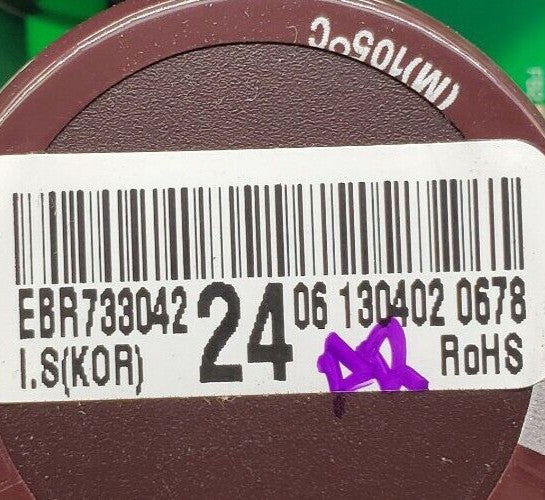 (M)105°C
EBR733042 24 06 130402 0678
I.S(KOR) RoHS